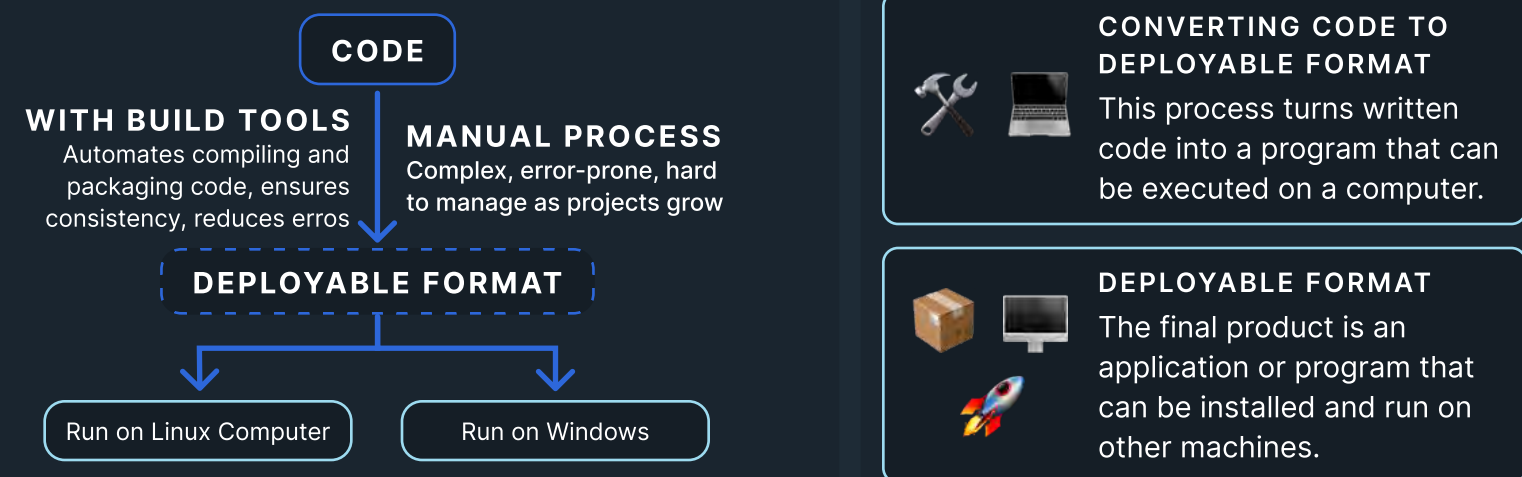 CODE
WITH BUILD TOOLS
Automates compiling and
packaging code, ensures
consistency, reduces erros
MANUAL PROCESS
Complex, error-prone, hard
to manage as projects grow
DEPLOYABLE FORMAT
Run on Linux Computer
Run on Windows
CONVERTING CODE TO
DEPLOYABLE FORMAT
This process turns written
code into a program that can
be executed on a computer.
DEPLOYABLE FORMAT
The final product is an
application or program that
can be installed and run on
other machines.